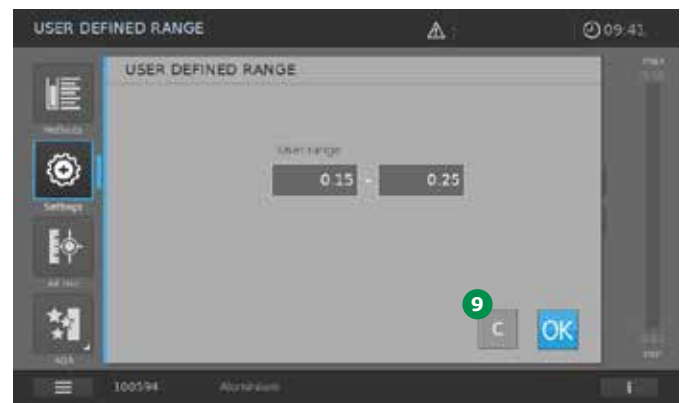 USER DEFINED RANGE 09:41
USER DEFINED RANGE
max
Methods
User range
0.15 - 0.25
Settings
9
C OK
100594 Aluminium